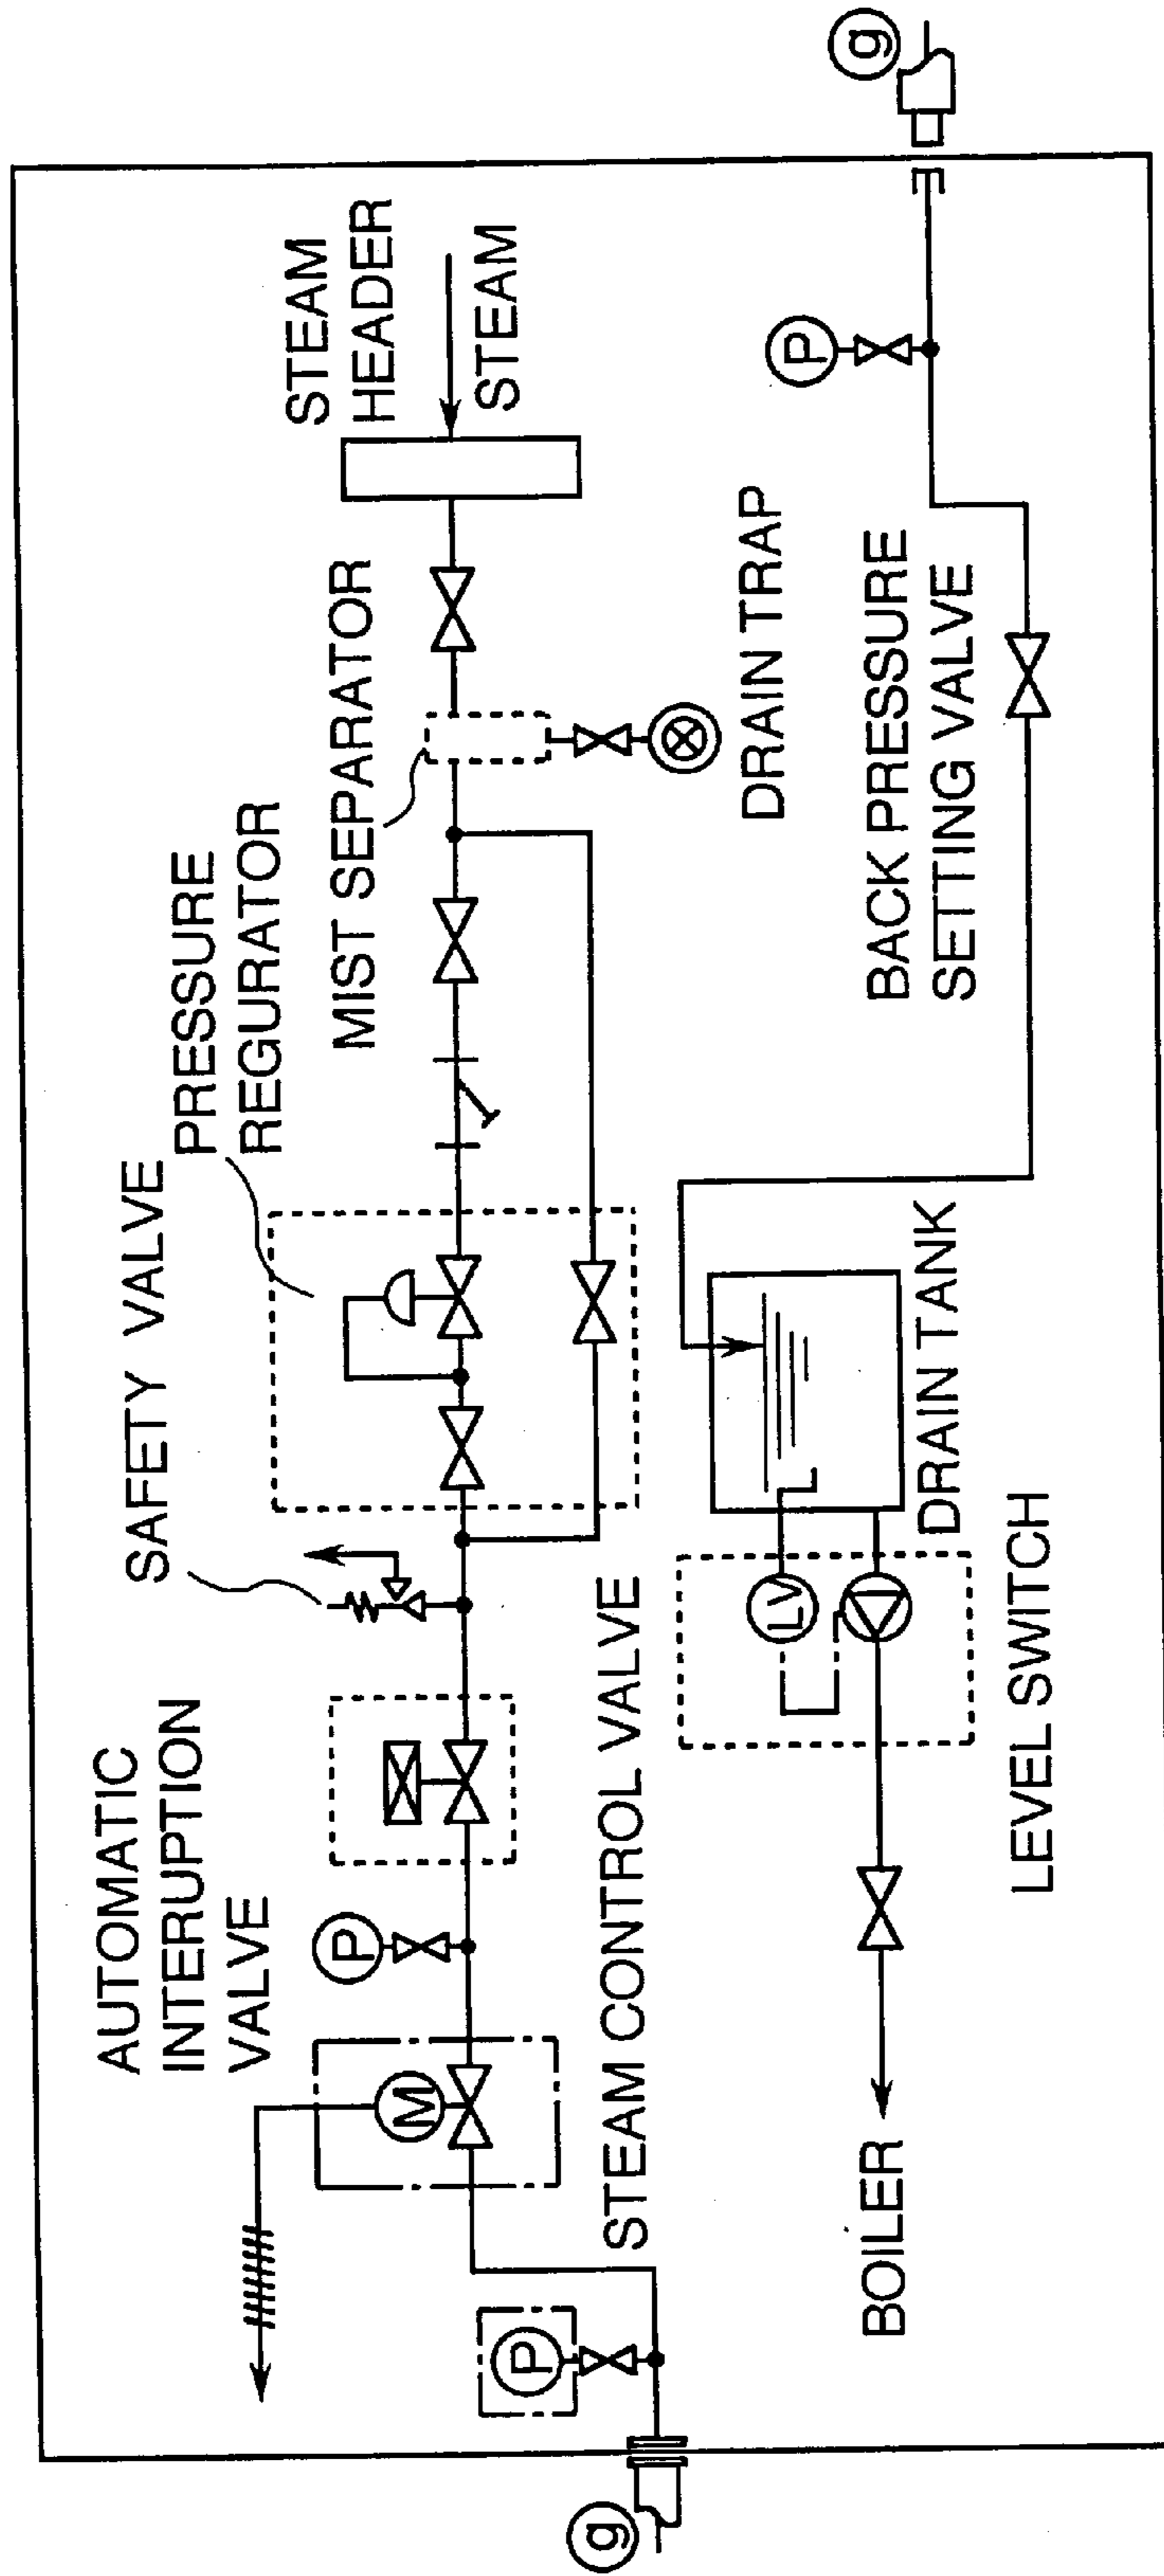 AUTOMATIC
INTERUPTION
VALVE
SAFETY VALVE
PRESSURE
REGURATOR
MIST SEPARATOR
STEAM
HEADER
STEAM
M
P
P
g
STEAM CONTROL VALVE
DRAIN TRAP
P
g
BACK PRESSURE
SETTING VALVE
LV
DRAIN TANK
LEVEL SWITCH
BOILER